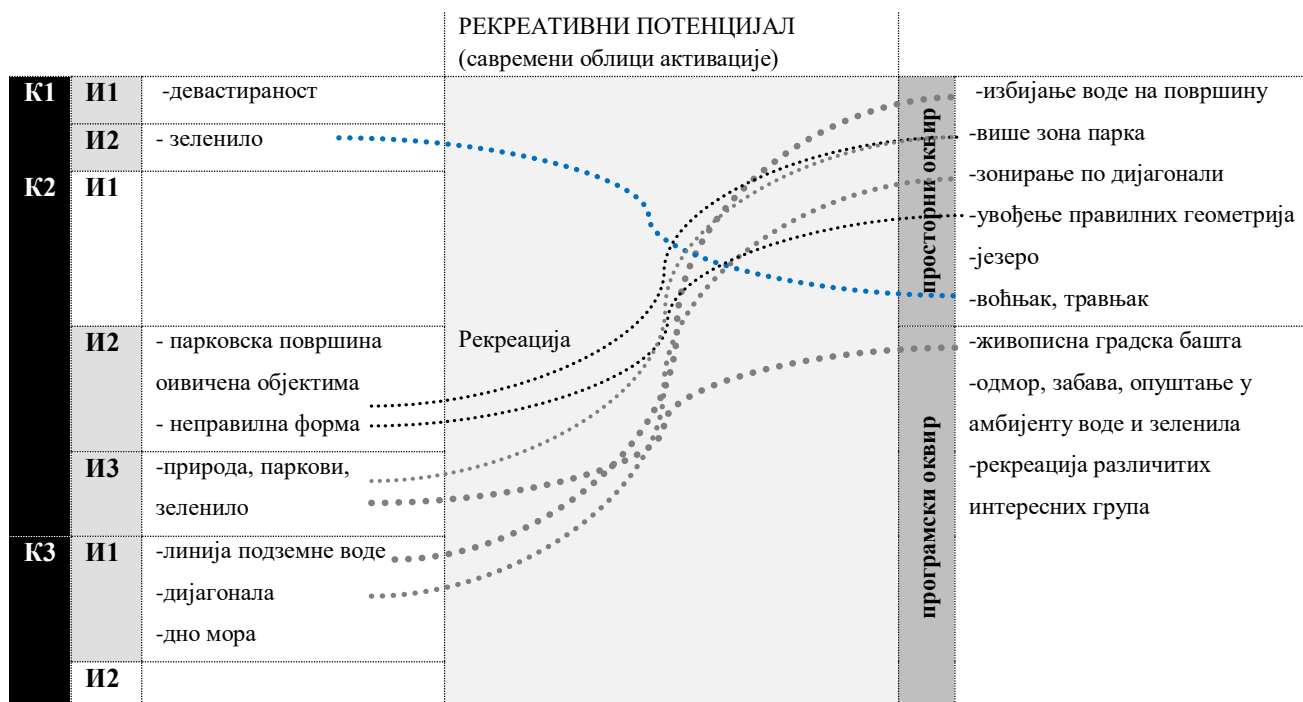 РЕКРЕАТИВНИ ПОТЕНЦИЈАЛ
(савремени облици активације)
К1
И1
-девастираност
И2
- зеленило
К2
И1
И2
- парковска површина
оивичена објектима
- неправилна форма
И3
-природа, паркови,
зеленило
К3
И1
-линија подземне воде
-дијагонала
-дно мора
И2
Рекреација
просторни оквир
-избијање воде на површину
-више зона парка
-зонирање по дијагонали
-увођење правилних геометрија
-језеро
-воћњак, травњак
програмски оквир
-живописна градска башта
-одмор, забава, опуштање у
амбијенту воде и зеленила
-рекреација различитих
интересних група